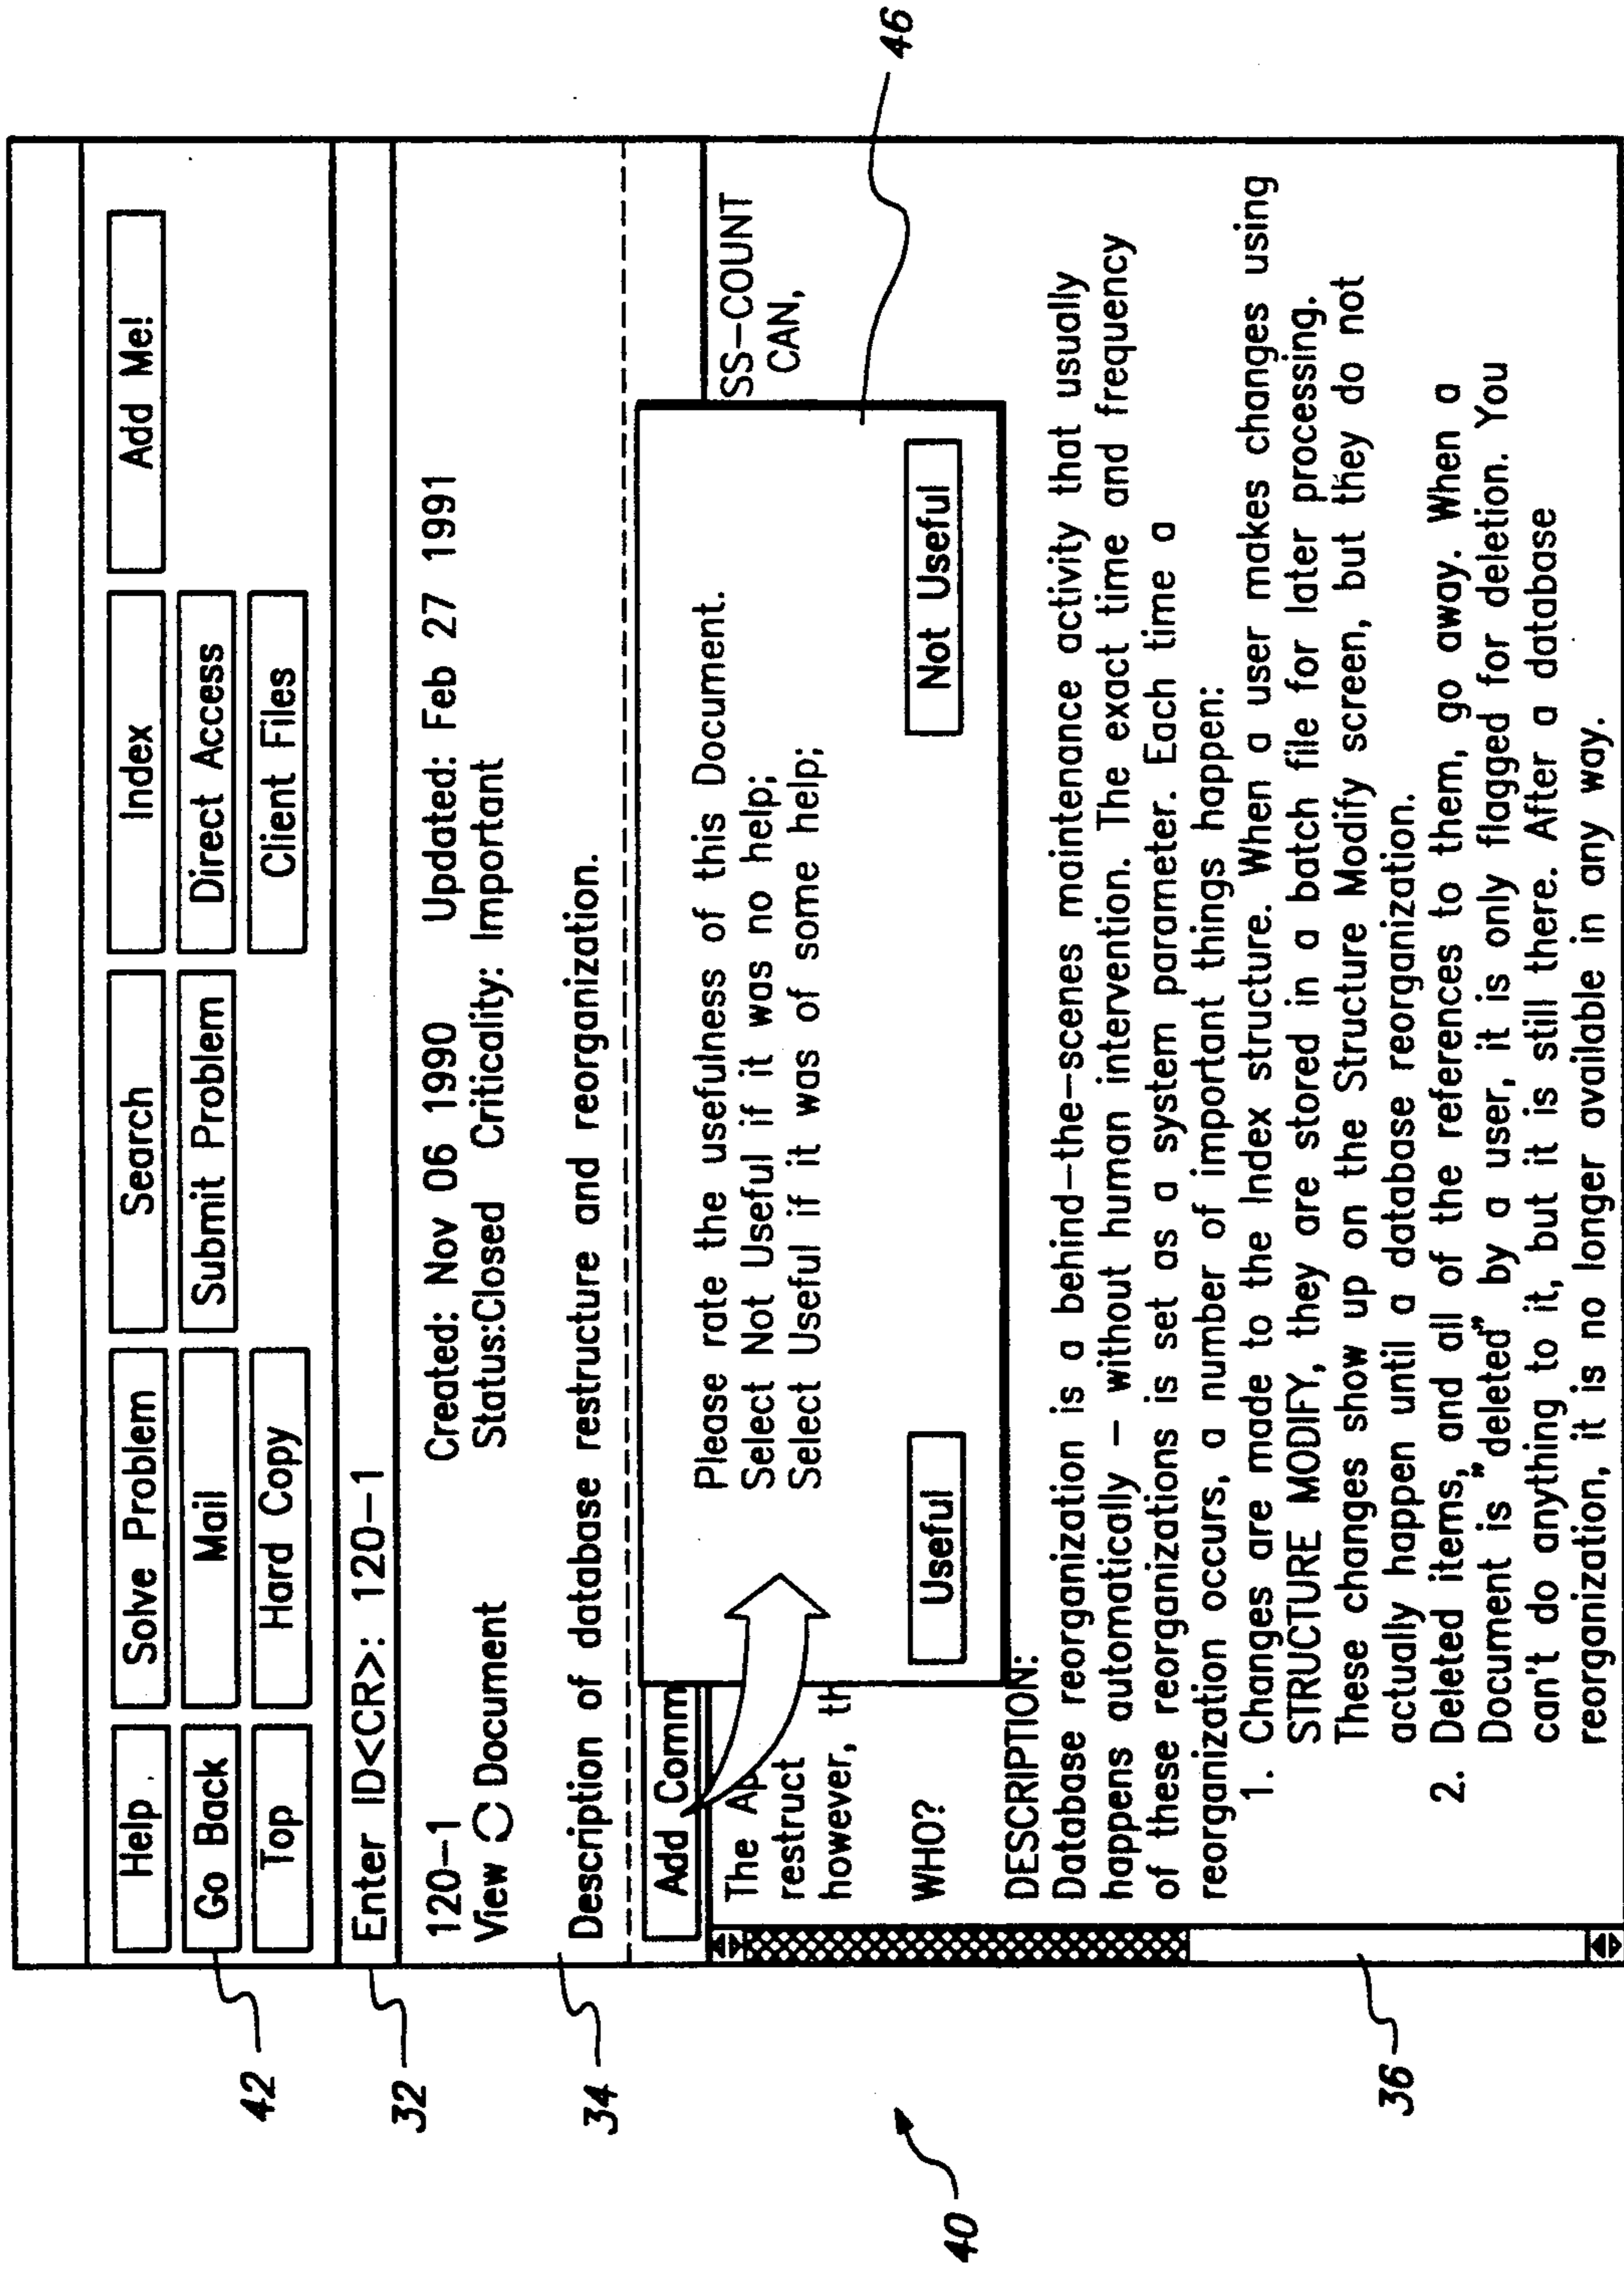 Help Solve Problem Search Index Add Me!
Go Back Mail Submit Problem Direct Access
Top Hard Copy Client Files
Enter ID<CR>: 120-1
120-1 Created: Nov 06 1990 Updated: Feb 27 1991
View Document Status:Closed Criticality: Important
Description of database restructure and reorganization.
Add Comm
The Ap SS-COUNT
restruct CAN,
however, th
Please rate the usefulness of this Document.
Select Not Useful if it was no help;
Select Useful if it was of some help;
Useful Not Useful
WHO?
DESCRIPTION:
Database reorganization is a behind-the-scenes maintenance activity that usually
happens automatically – without human intervention. The exact time and frequency
of these reorganizations is set as a system parameter. Each time a
reorganization occurs, a number of important things happen:
1. Changes are made to the Index structure. When a user makes changes using
STRUCTURE MODIFY, they are stored in a batch file for later processing.
These changes show up on the Structure Modify screen, but they do not
actually happen until a database reorganization.
2. Deleted items, and all of the references to them, go away. When a
Document is "deleted" by a user, it is only flagged for deletion. You
can't do anything to it, but it is still there. After a database
reorganization, it is no longer available in any way.
42
32
34
40
36
46